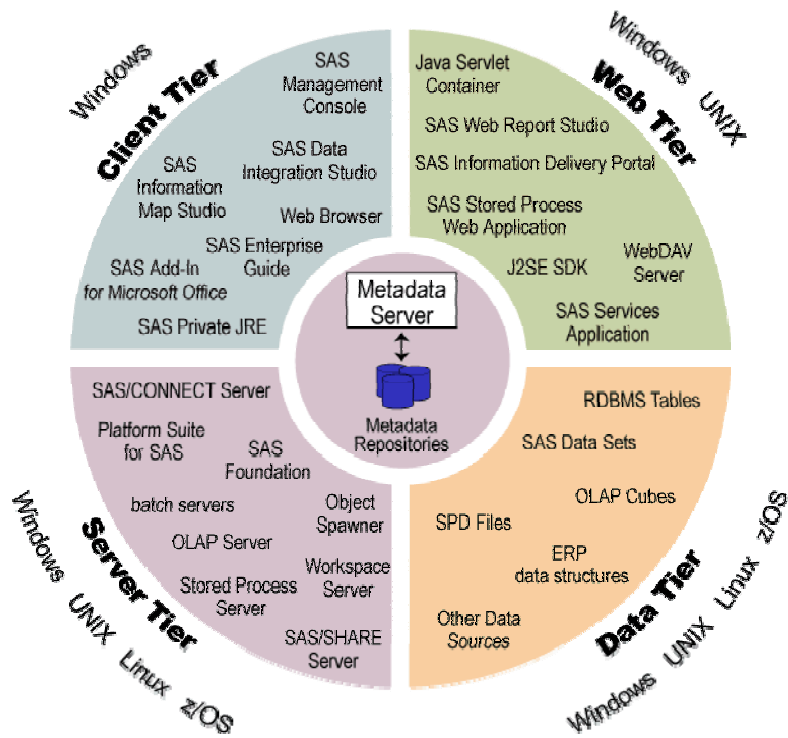 Windows
Client Tier
SAS
Management
Console
SAS Data
Integration Studio
SAS
Information
Map Studio
Web Browser
SAS Enterprise
Guide
SAS Add-In
for Microsoft Office
SAS Private JRE
Windows UNIX
Web Tier
Java Servlet
Container
SAS Web Report Studio
SAS Information Delivery Portal
SAS Stored Process
Web Application
J2SE SDK
WebDAV
Server
SAS Services
Application
Metadata
Server
Metadata
Repositories
SAS/CONNECT Server
Platform Suite
for SAS
SAS
Foundation
batch servers
Object
Spawner
OLAP Server
Workspace
Server
Stored Process
Server
SAS/SHARE
Server
Server Tier
Windows UNIX Linux z/OS
RDBMS Tables
SAS Data Sets
OLAP Cubes
SPD Files
ERP
data structures
Other Data
Sources
Data Tier
Windows UNIX Linux z/OS